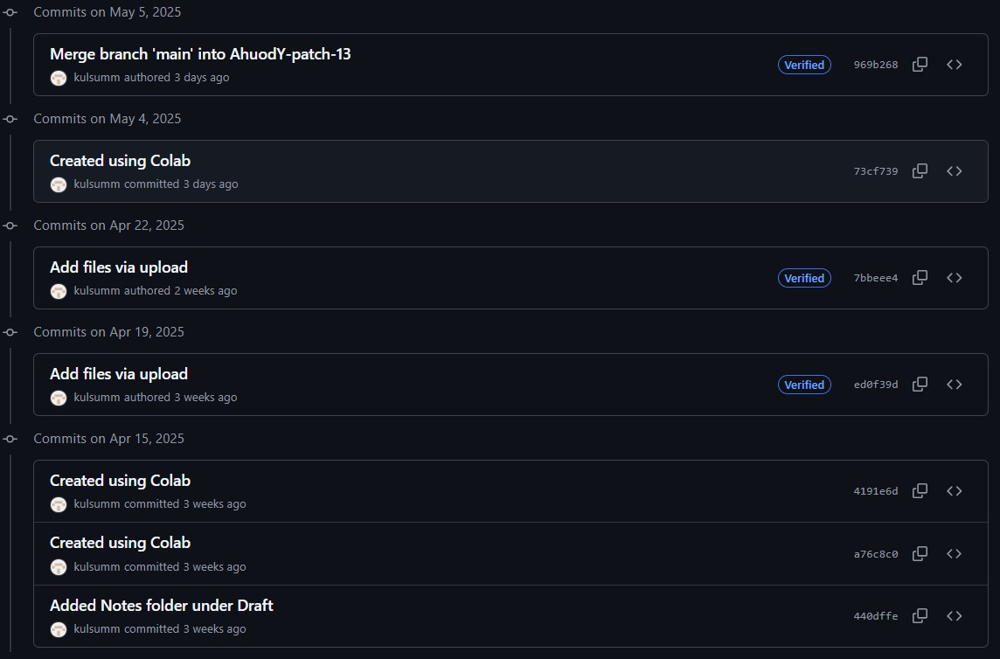 Commits on May 5, 2025
Merge branch 'main' into AhuodY-patch-13
kulsumm authored 3 days ago
Verified
969b268
Commits on May 4, 2025
Created using Colab
kulsumm committed 3 days ago
73cf739
Commits on Apr 22, 2025
Add files via upload
kulsumm authored 2 weeks ago
Verified
7bbeee4
Commits on Apr 19, 2025
Add files via upload
kulsumm authored 3 weeks ago
Verified
ed0f39d
Commits on Apr 15, 2025
Created using Colab
kulsumm committed 3 weeks ago
4191e6d
Created using Colab
kulsumm committed 3 weeks ago
a76c8c0
Added Notes folder under Draft
kulsumm committed 3 weeks ago
440dffe